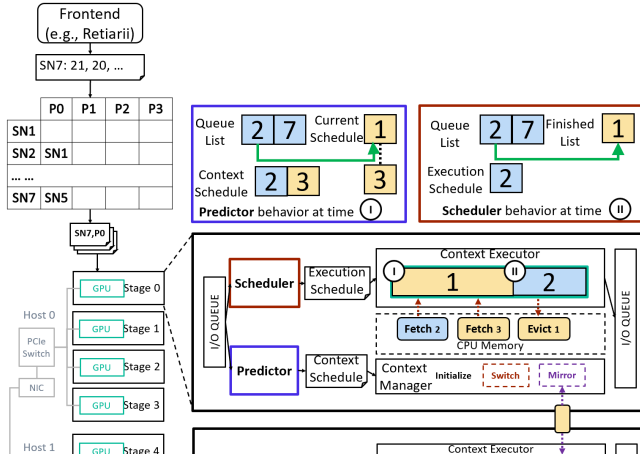 Frontend
(e.g., Retiarii)
SN7: 21, 20, ...
P0 P1 P2 P3
SN1
SN2 SN1
... ...
SN7 SN5
SN7,P0
Host 0
PCIe
Switch
NIC
Host 1
GPU Stage 0
GPU Stage 1
GPU Stage 2
GPU Stage 3
GPU Stage 4
Queue
List
2 7
Current
Schedule
1
Context
Schedule
2 3
3
Predictor behavior at time I
Queue
List
2 7
Finished
List
1
Execution
Schedule
2
Scheduler behavior at time II
I/O QUEUE
Scheduler
Execution
Schedule
Predictor
Context
Schedule
Context Executor
I
II
1 2
Fetch 2 Fetch 3 Evict 1
CPU Memory
Context
Manager
Initialize Switch Mirror
I/O QUEUE
Context Executor